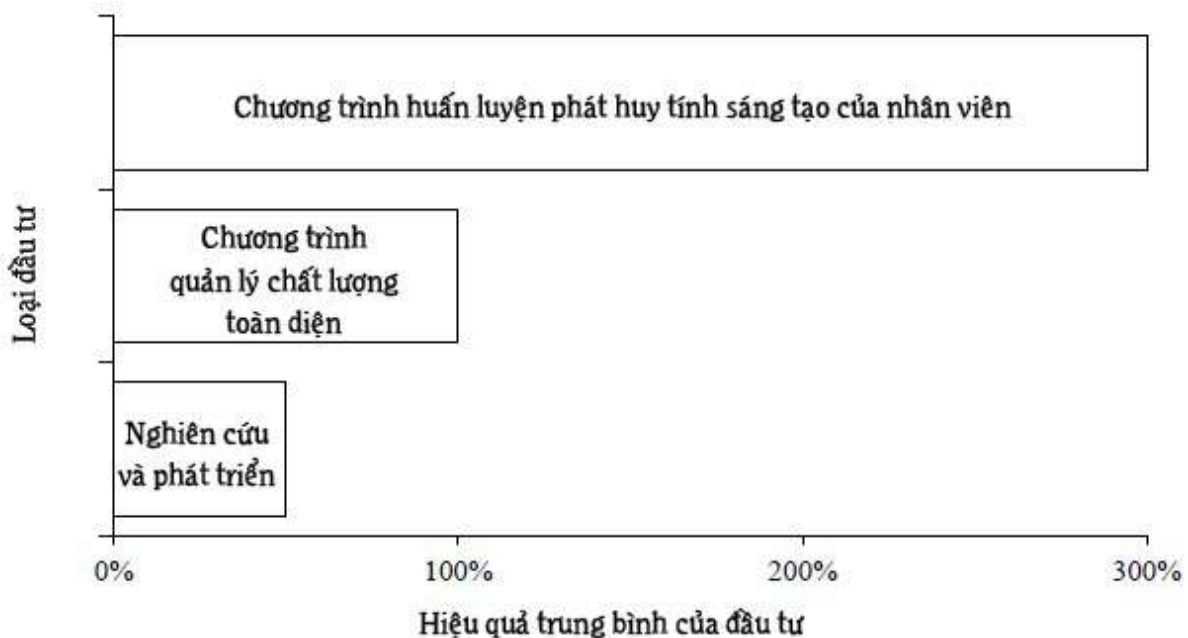 Chương trình huấn luyện phát huy tính sáng tạo của nhân viên
Loại đầu tư
Chương trình
quản lý chất lượng
toàn diện
Nghiên cứu
và phát triển
0%
100%
200%
300%
Hiệu quả trung bình của đầu tư